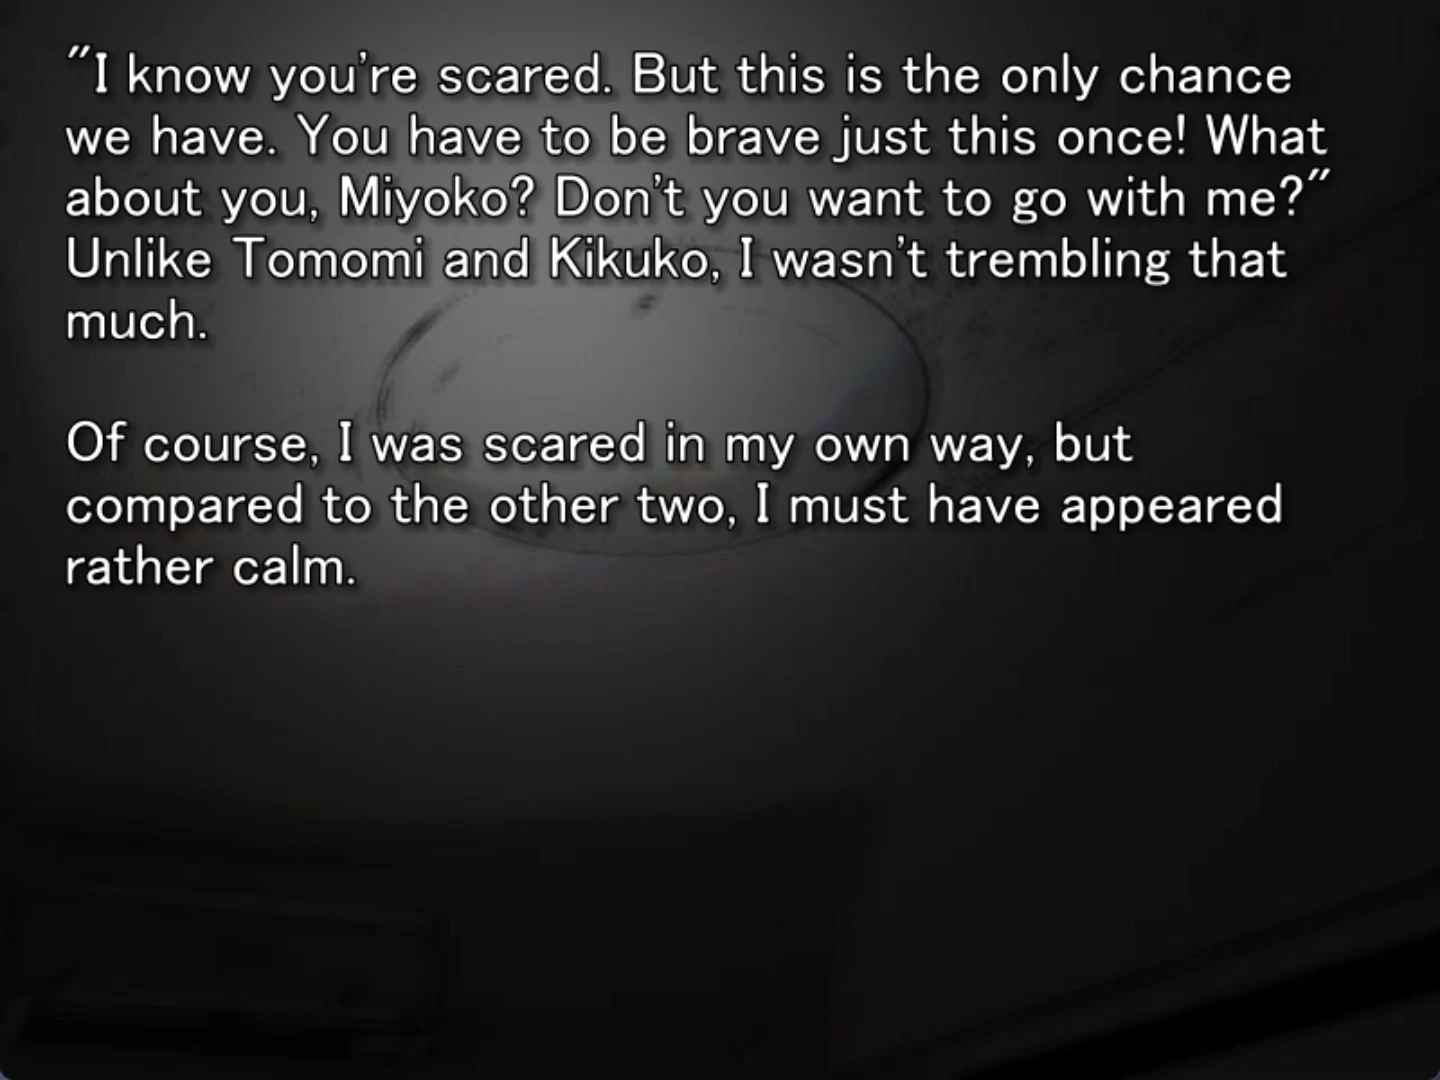 "I know you're scared. But this is the only chance
we have. You have to be brave just this once! What
about you, Miyoko? Don't you want to go with me?"
Unlike Tomomi and Kikuko, I wasn't trembling that
much.
Of course, I was scared in my own way, but
compared to the other two, I must have appeared
rather calm.